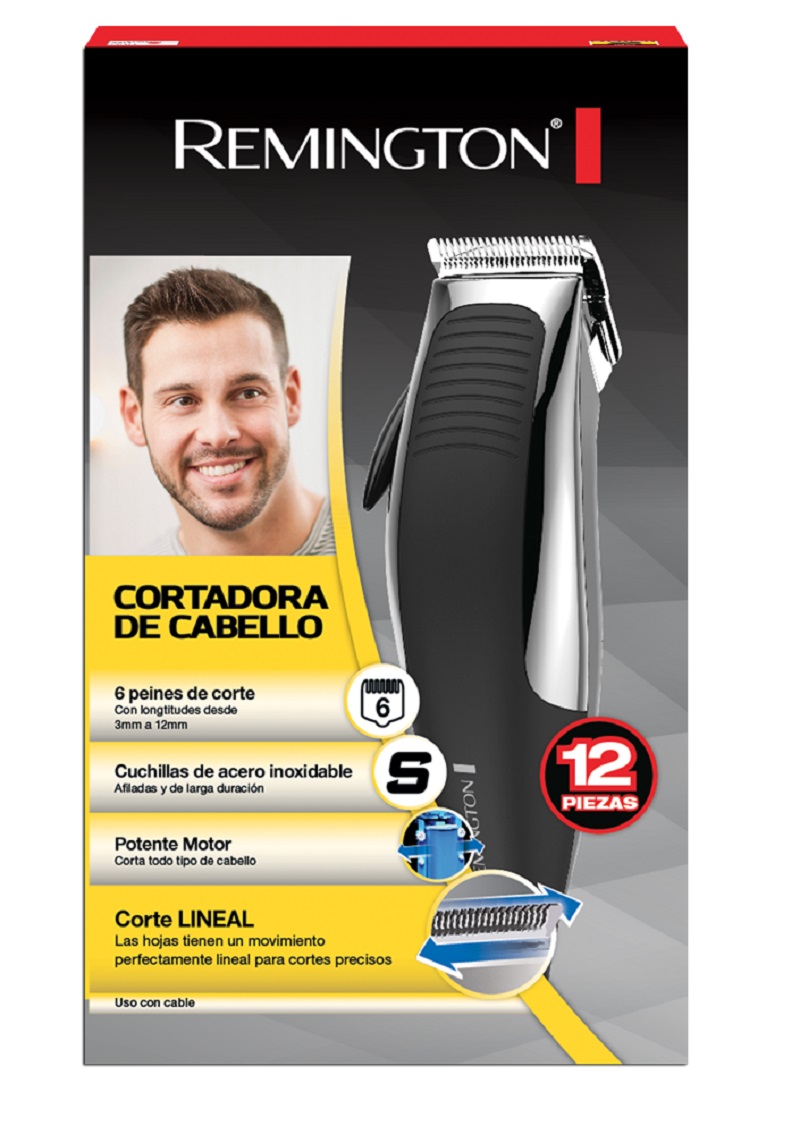 REMINGTON®
CORTADORA
DE CABELLO
6 peines de corte
Con longtitudes desde
3mm a 12mm
6
Cuchillas de acero inoxidable
Afiladas y de larga duración
S
12
PIEZAS
Potente Motor
Corta todo tipo de cabello
REMINGTON
Corte LINEAL
Las hojas tienen un movimiento
perfectamente lineal para cortes precisos
Uso con cable